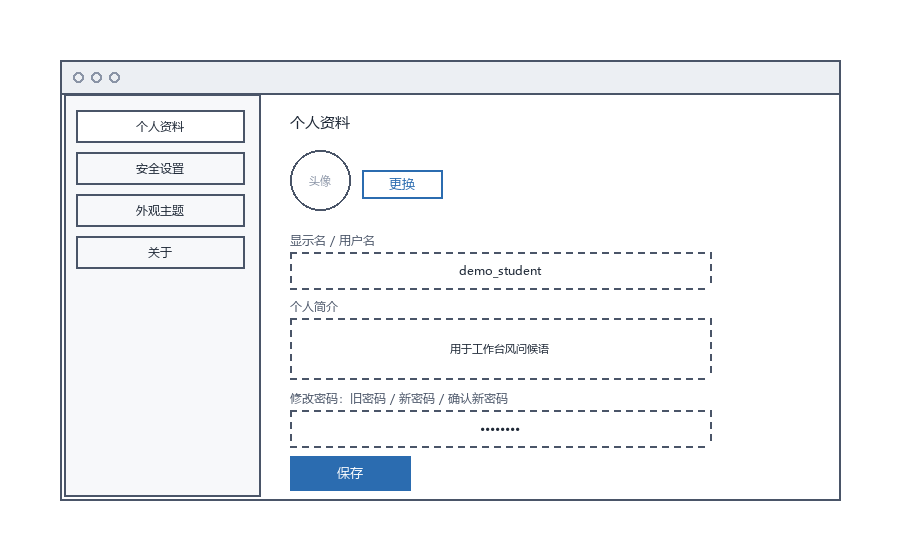 个人资料
安全设置
外观主题
关于
个人资料
头像
更换
显示名 / 用户名
demo_student
个人简介
用于工作台风问候语
修改密码：旧密码 / 新密码 / 确认新密码
••••••••
保存